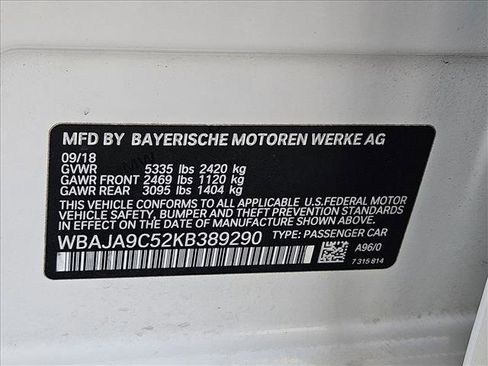 MFD BY BAYERISCHE MOTOREN WERKE AG
09/18
GVWR 5335 lbs 2420 kg
GAWR FRONT 2469 lbs 1120 kg
GAWR REAR 3095 lbs 1404 kg
THIS VEHICLE CONFORMS TO ALL APPLICABLE
U.S.FEDERAL MOTOR
VEHICLE SAFETY, BUMPER AND THEFT
PREVENTION STANDARDS IN EFFECT ON THE
DATE OF MANUFACTURE SHOWN ABOVE.
WBAJA9C52KB389290 TYPE: PASSENGER CAR
A96/0
7 315 814